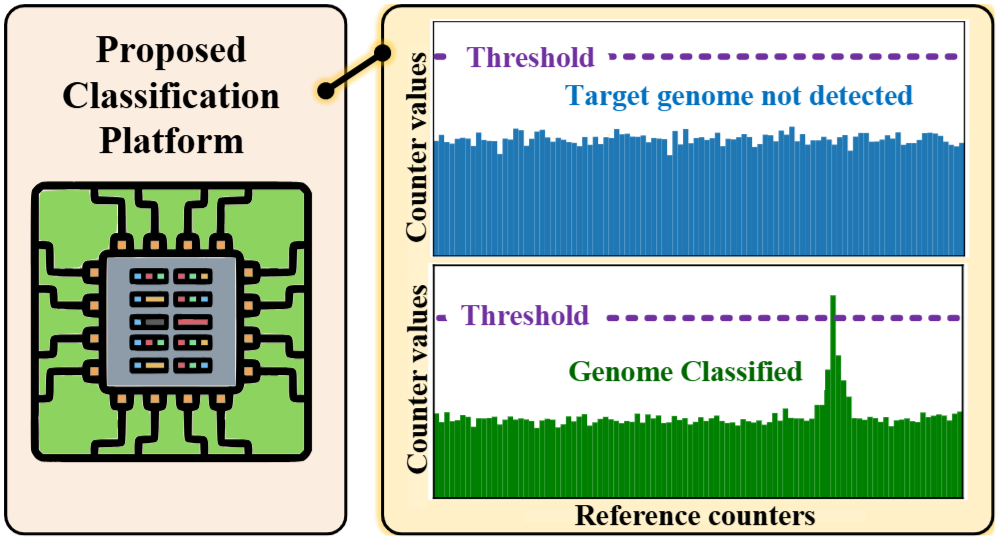 Proposed
Classification
Platform
Counter values
Threshold
Target genome not detected
Counter values
Threshold
Genome Classified
Reference counters